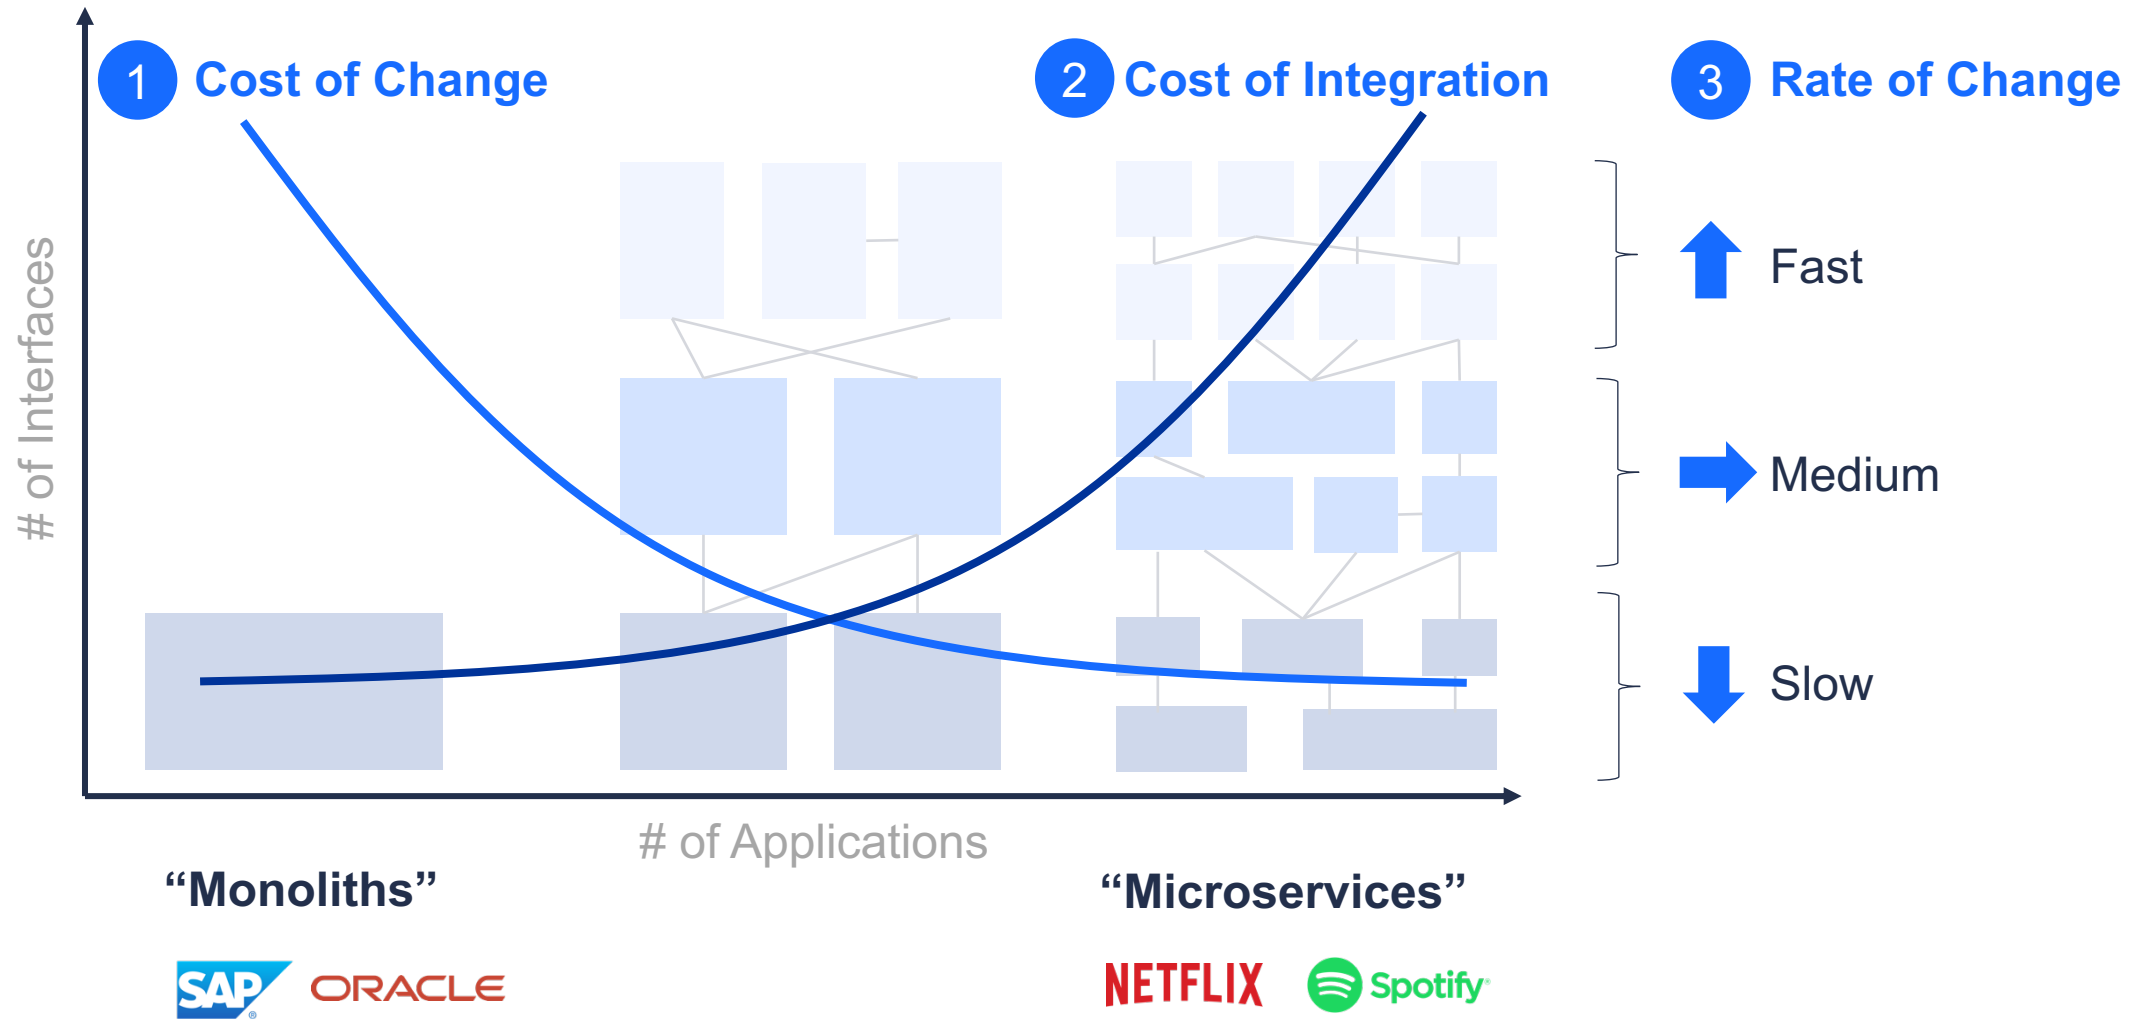 1 Cost of Change
2 Cost of Integration
3 Rate of Change
# of Interfaces
Fast
Medium
Slow
# of Applications
“Monoliths”
“Microservices”
SAP®
ORACLE
NETFLIX
Spotify